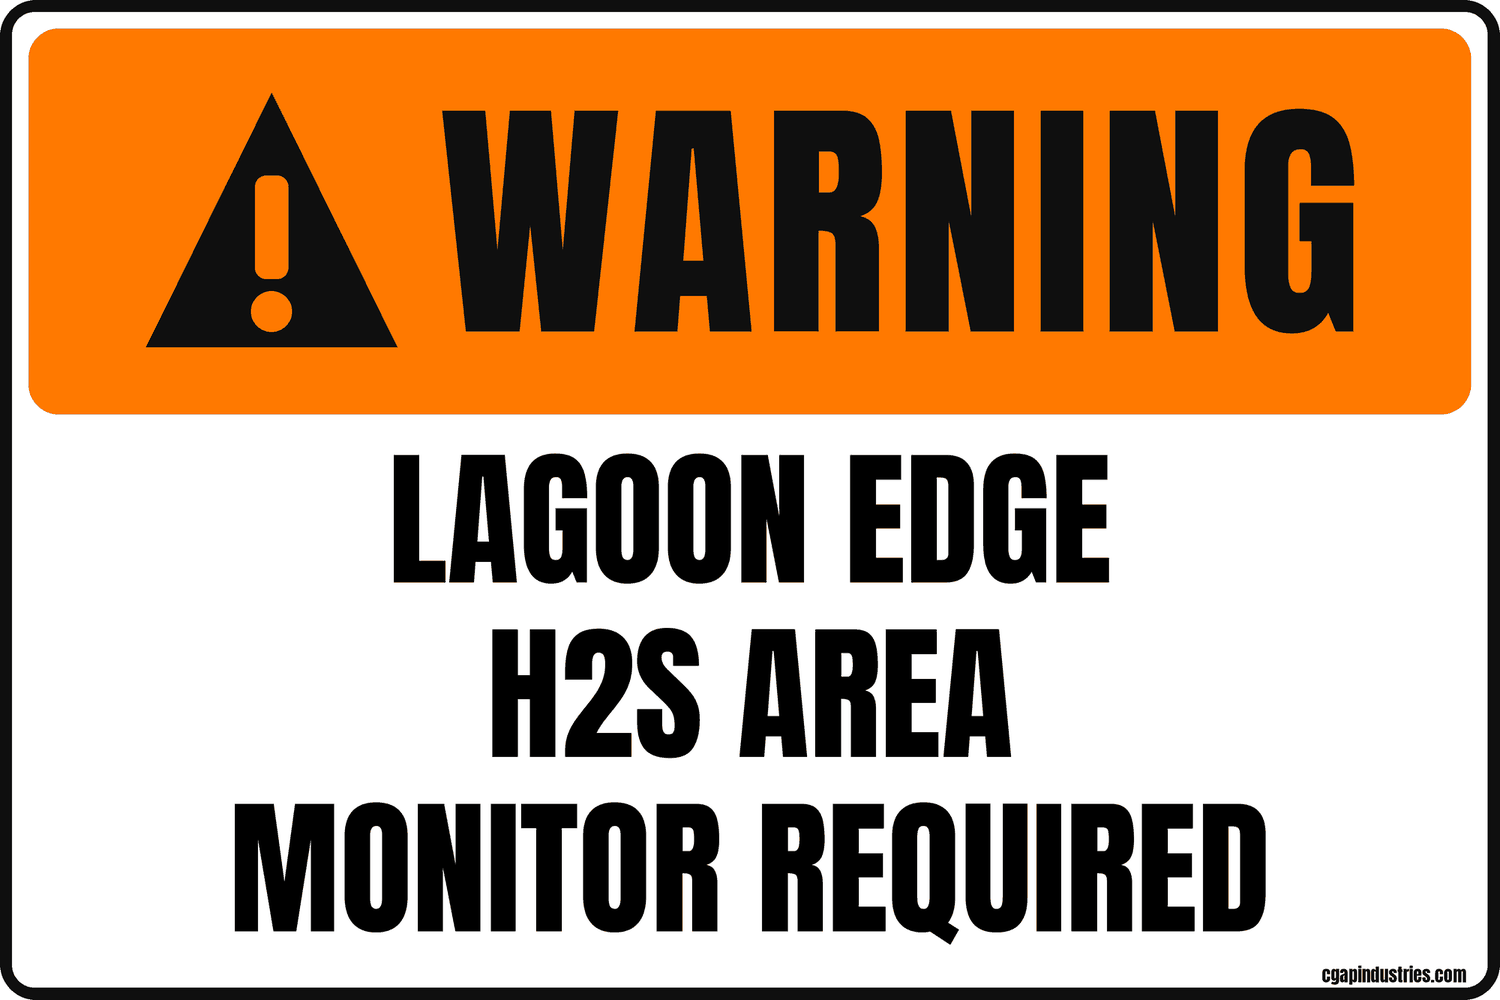 WARNING
LAGOON EDGE
H2S AREA
MONITOR REQUIRED
cgapindustries.com